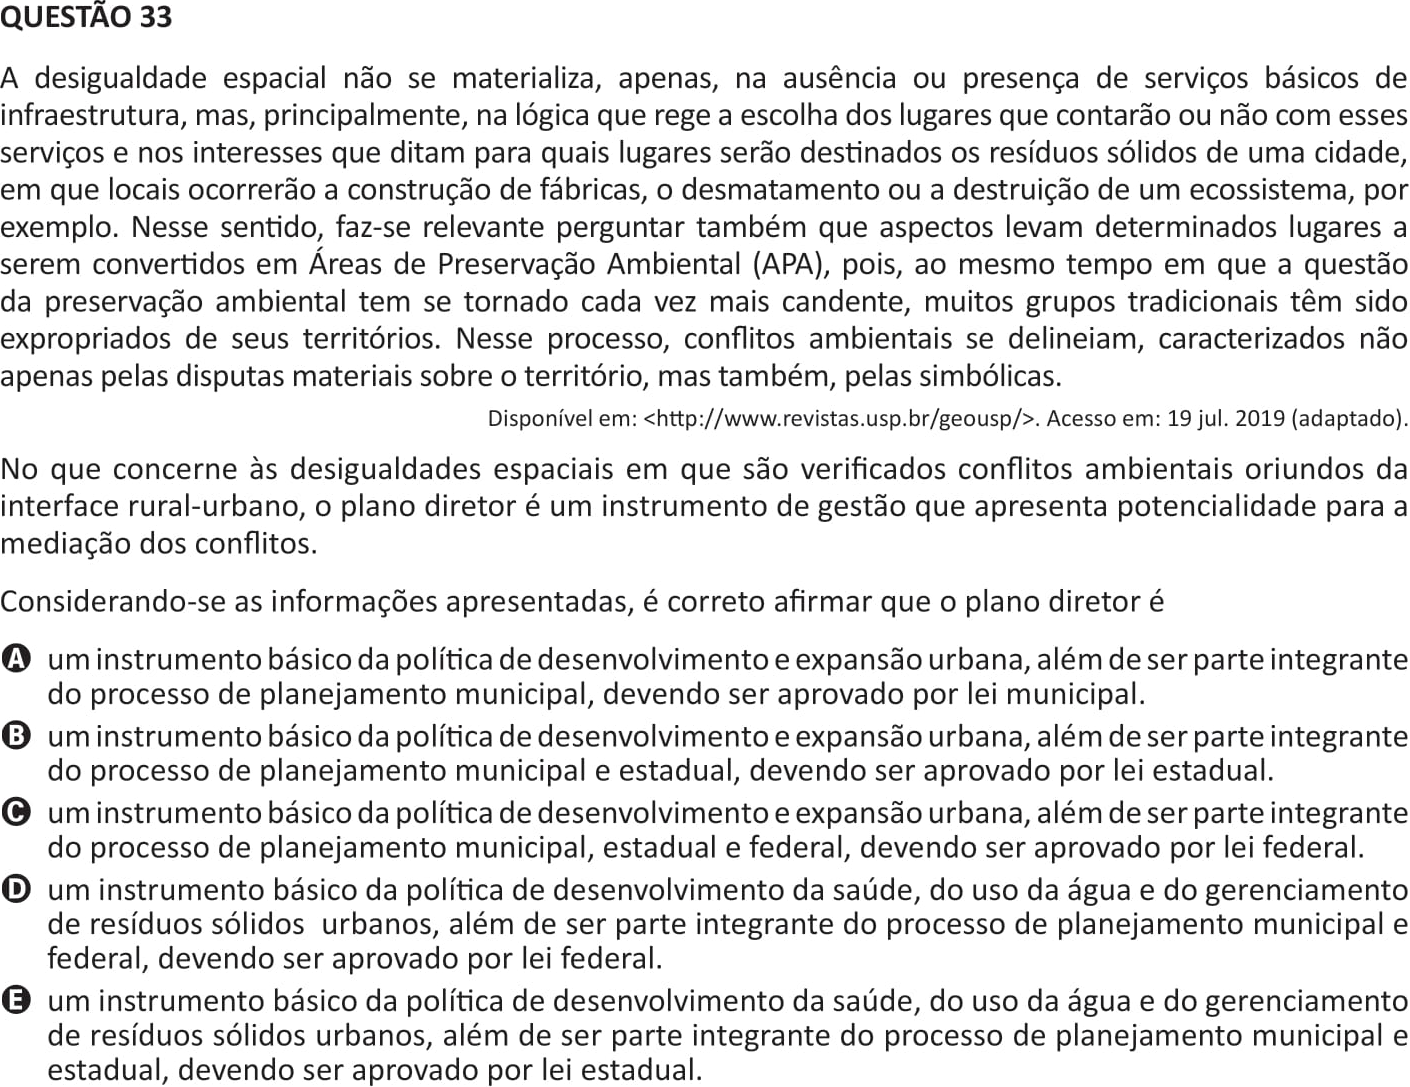 QUESTÃO 33
A desigualdade espacial não se materializa, apenas, na ausência ou presença de serviços básicos de
infraestrutura, mas, principalmente, na lógica que rege a escolha dos lugares que contarão ou não com esses
serviços e nos interesses que ditam para quais lugares serão destinados os resíduos sólidos de uma cidade,
em que locais ocorrerão a construção de fábricas, o desmatamento ou a destruição de um ecossistema, por
exemplo. Nesse sentido, faz-se relevante perguntar também que aspectos levam determinados lugares a
serem convertidos em Áreas de Preservação Ambiental (APA), pois, ao mesmo tempo em que a questão
da preservação ambiental tem se tornado cada vez mais candente, muitos grupos tradicionais têm sido
expropriados de seus territórios. Nesse processo, conflitos ambientais se delineiam, caracterizados não
apenas pelas disputas materiais sobre o território, mas também, pelas simbólicas.
Disponível em: <http://www.revistas.usp.br/geousp/>. Acesso em: 19 jul. 2019 (adaptado).
No que concerne às desigualdades espaciais em que são verificados conflitos ambientais oriundos da
interface rural-urbano, o plano diretor é um instrumento de gestão que apresenta potencialidade para a
mediação dos conflitos.
Considerando-se as informações apresentadas, é correto afirmar que o plano diretor é
A um instrumento básico da política de desenvolvimento e expansão urbana, além de ser parte integrante
do processo de planejamento municipal, devendo ser aprovado por lei municipal.
B um instrumento básico da política de desenvolvimento e expansão urbana, além de ser parte integrante
do processo de planejamento municipal e estadual, devendo ser aprovado por lei estadual.
C um instrumento básico da política de desenvolvimento e expansão urbana, além de ser parte integrante
do processo de planejamento municipal, estadual e federal, devendo ser aprovado por lei federal.
D um instrumento básico da política de desenvolvimento da saúde, do uso da água e do gerenciamento
de resíduos sólidos urbanos, além de ser parte integrante do processo de planejamento municipal e
federal, devendo ser aprovado por lei federal.
E um instrumento básico da política de desenvolvimento da saúde, do uso da água e do gerenciamento
de resíduos sólidos urbanos, além de ser parte integrante do processo de planejamento municipal e
estadual, devendo ser aprovado por lei estadual.